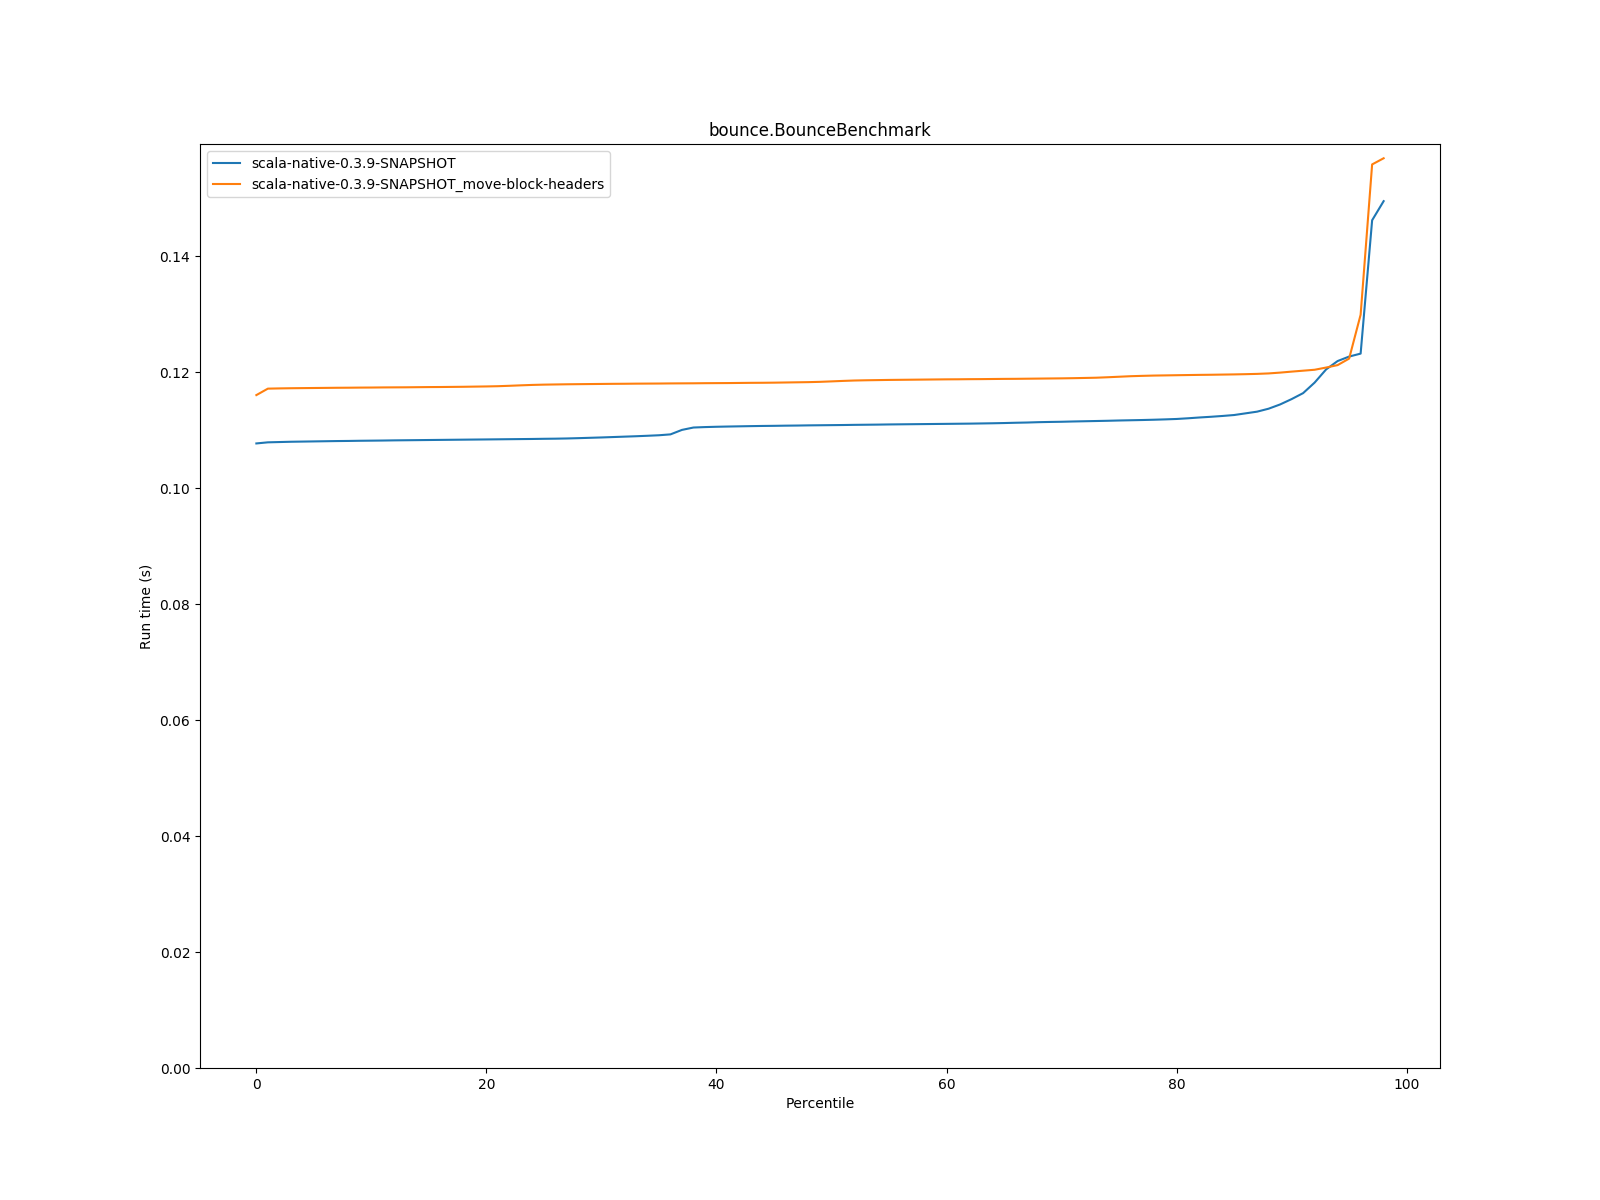 bounce.BounceBenchmark
scala-native-0.3.9-SNAPSHOT
scala-native-0.3.9-SNAPSHOT_move-block-headers
0.14
0.12
0.10
0.08
0.06
0.04
0.02
0.00
Run time (s)
0 20 40 60 80 100
Percentile